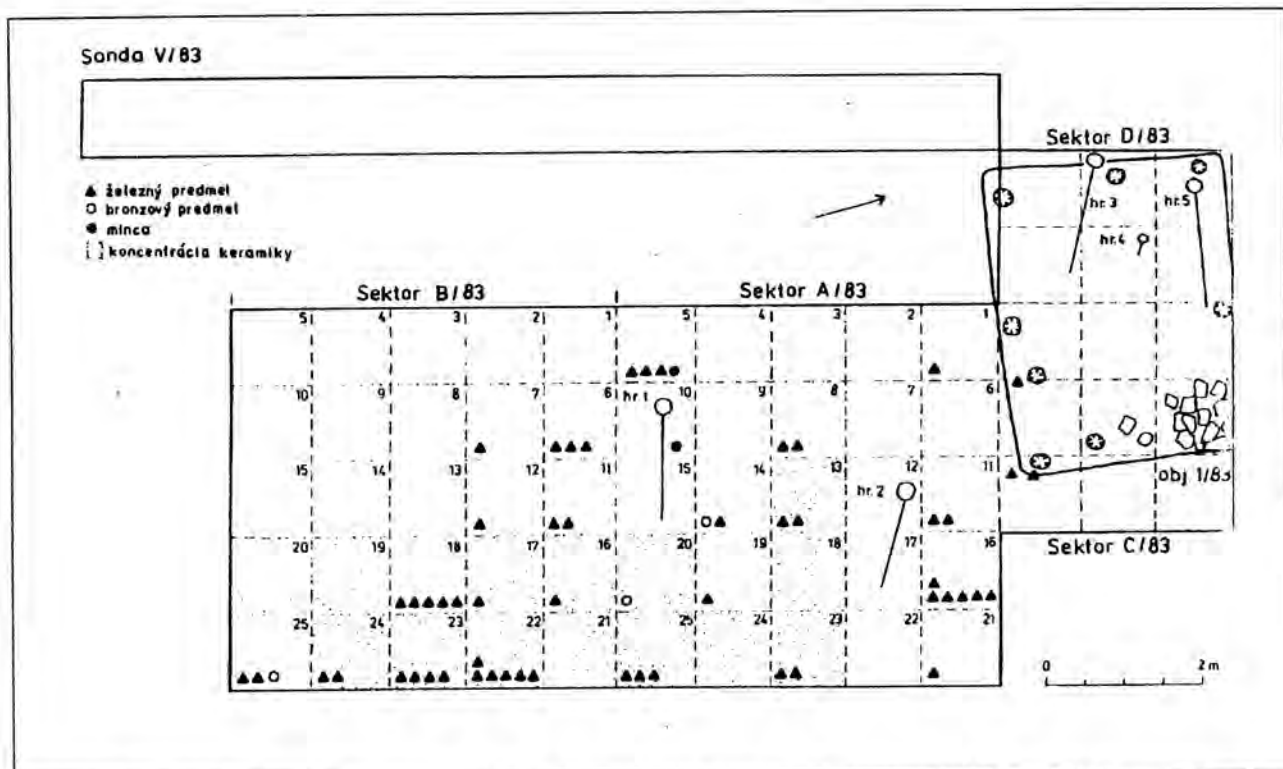 Sonda V/83
Sektor D/83
železný predmet
bronzový predmet
minca
koncentrácia keramiky
hr. 3
hr. 5
hr. 4
Sektor B/83
Sektor A/83
5 4 3 2 1 5 4 3 2 1
10 9 8 7 6 10 9 8 7 6
hr. 1
15 14 13 12 15 14 13 12 11
obj 1/83
hr. 2
20 19 18 17 16 20 19 18 17 16
Sektor C/83
25 24 23 22 21 25 24 23 22 21
0 2 m